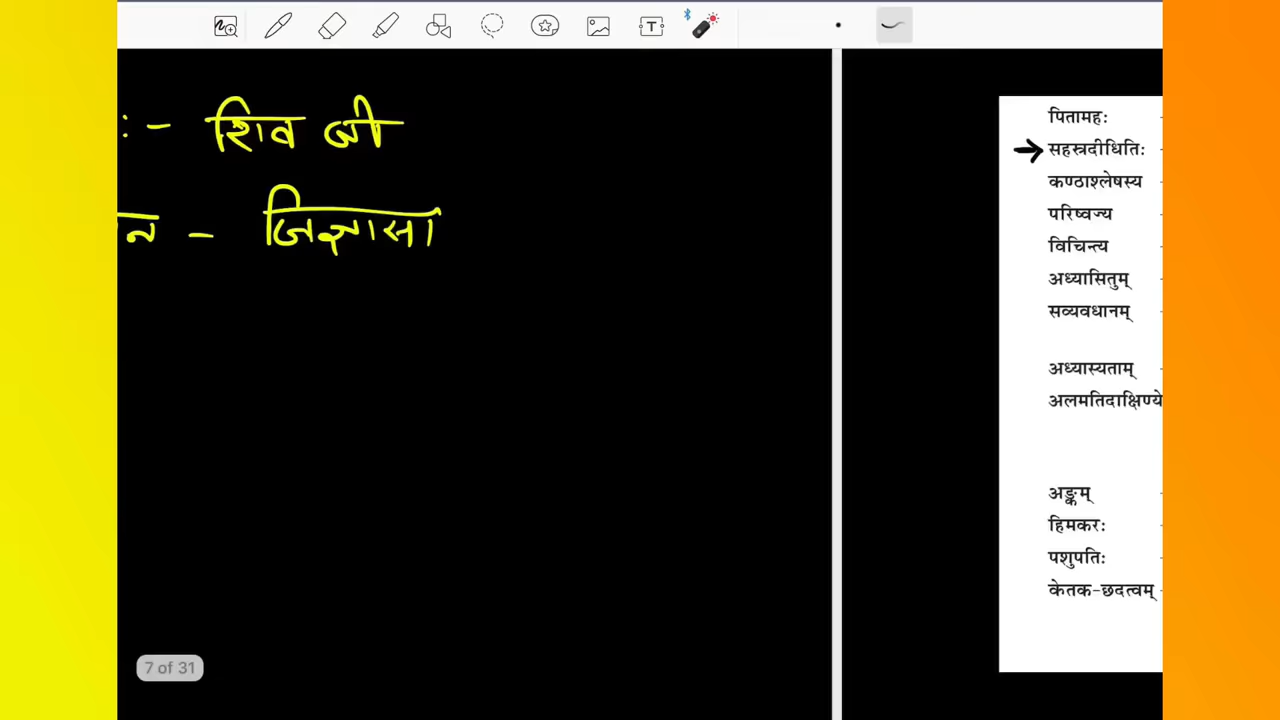 : - शिव जी
न - जिज्ञासा
पितामहः
→ सहस्रदीधितिः
कण्ठाश्लेषस्य
परिष्वज्य
विचिन्त्य
अध्यासितुम्
सव्यवधानम्
अध्यास्यताम्
अलमतिदाक्षिण्ये
अङ्कम्
हिमकरः
पशुपतिः
केतक-छदत्वम्
7 of 31